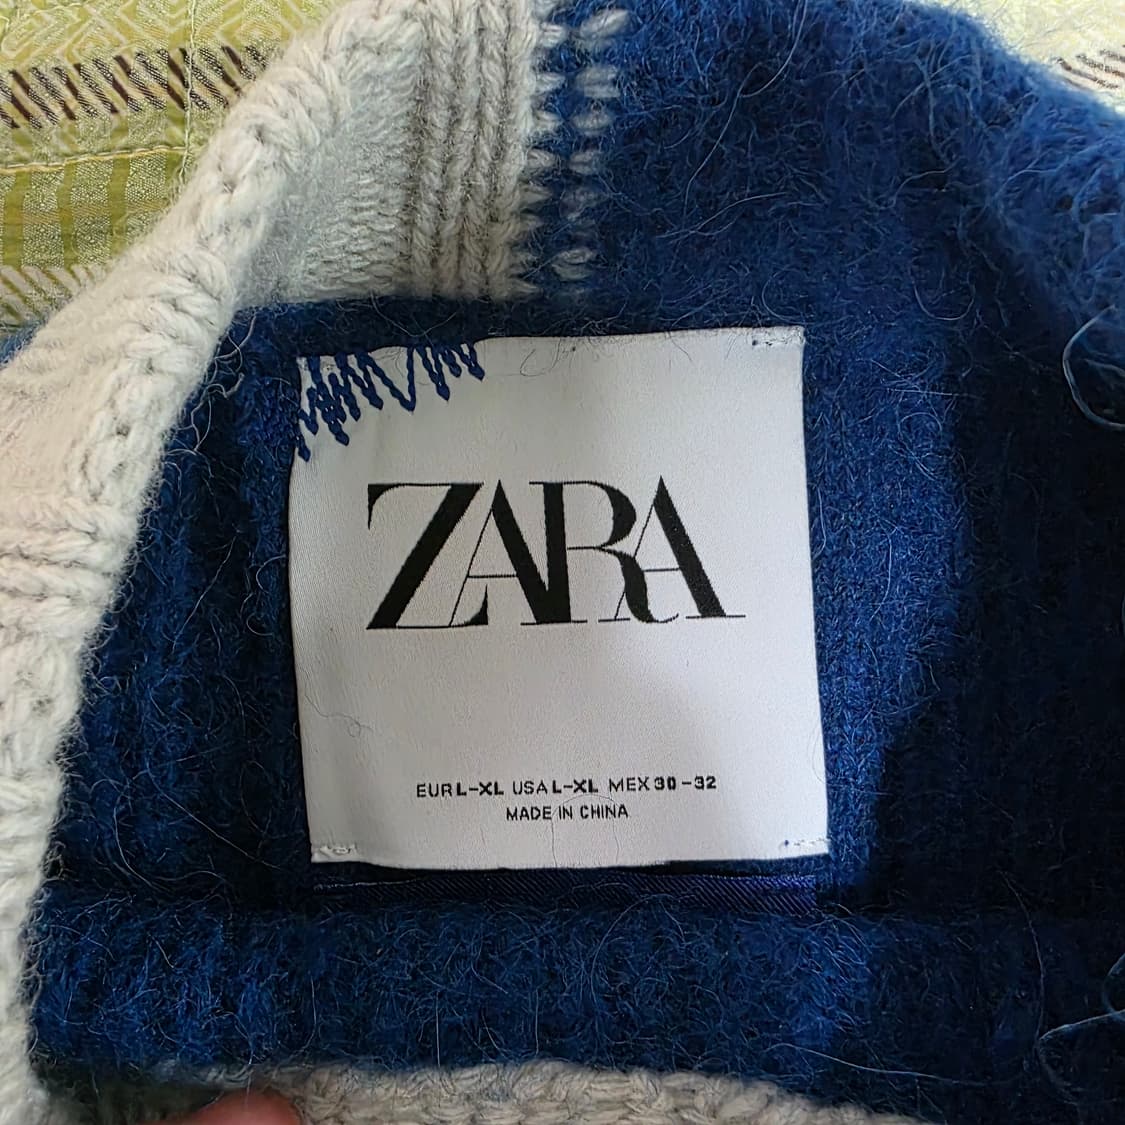 ZARA
EUR L-XL USA L-XL MEX 30-32
MADE IN CHINA